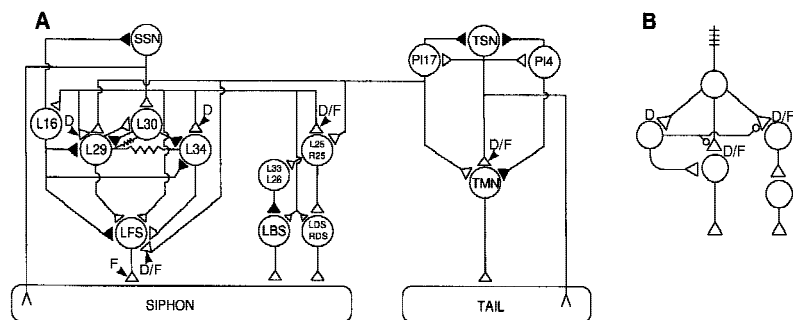 A
B
SSN
TSN
PI17
PI4
L16
D
L30
D
D/F
D/F
D
D/F
L29
L34
L25
R25
D/F
L33
L26
TMN
LFS
LBS
LDS
RDS
F
D/F
SIPHON
TAIL